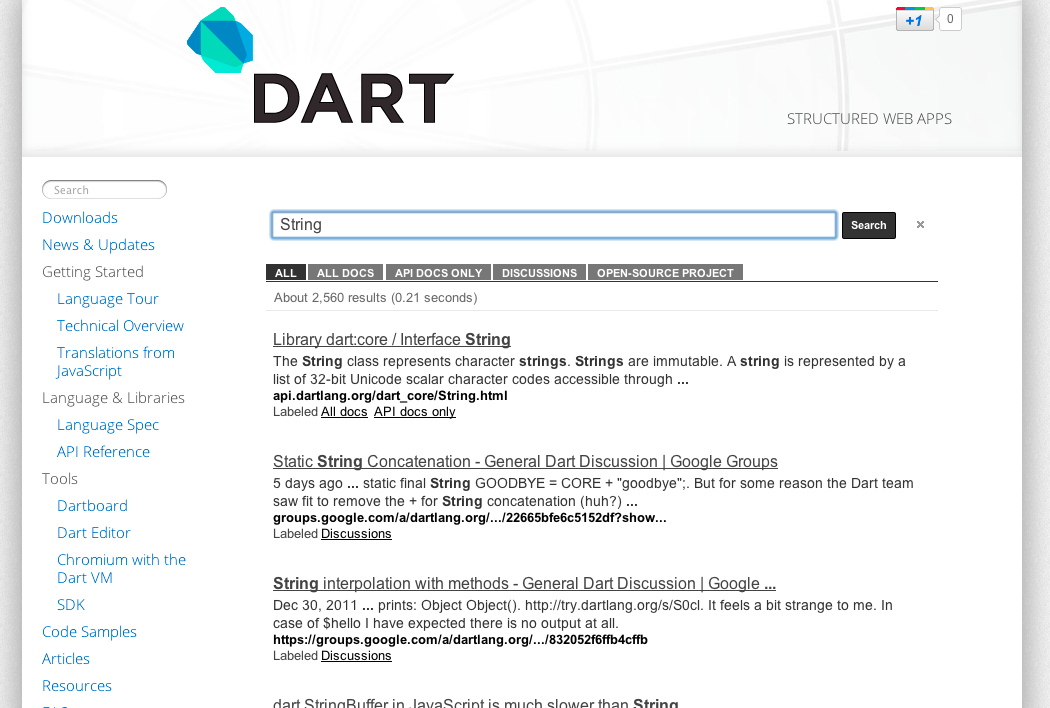 +1 0
DART
STRUCTURED WEB APPS
Search
Downloads
News & Updates
Getting Started
Language Tour
Technical Overview
Translations from
JavaScript
Language & Libraries
Language Spec
API Reference
Tools
Dartboard
Dart Editor
Chromium with the
Dart VM
SDK
Code Samples
Articles
Resources
String Search ×
ALL ALL DOCS API DOCS ONLY DISCUSSIONS OPEN-SOURCE PROJECT
About 2,560 results (0.21 seconds)
Library dart:core / Interface String
The String class represents character strings. Strings are immutable. A string is represented by a
list of 32-bit Unicode scalar character codes accessible through ...
api.dartlang.org/dart_core/String.html
Labeled All docs API docs only
Static String Concatenation - General Dart Discussion | Google Groups
5 days ago ... static final String GOODBYE = CORE + "goodbye";. But for some reason the Dart team
saw fit to remove the + for String concatenation (huh?) ...
groups.google.com/a/dartlang.org/.../22665bfe6c5152df?show...
Labeled Discussions
String interpolation with methods - General Dart Discussion | Google ...
Dec 30, 2011 ... prints: Object Object(). http://try.dartlang.org/s/S0cl. It feels a bit strange to me. In
case of $hello I have expected there is no output at all.
https://groups.google.com/a/dartlang.org/.../832052f6ffb4cffb
Labeled Discussions
dart StringBuffer in JavaScript is much slower than String